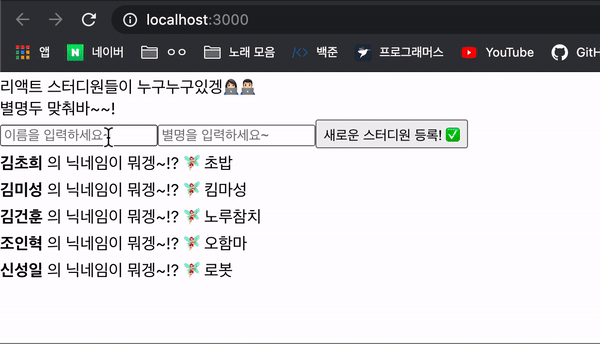 localhost:3000
앱 네이버 ㅇㅇ 노래 모음 백준 프로그래머스 YouTube GitH
리액트 스터디원들이 누구누구있겡👩🏻‍💻👨🏻‍💻
별명두 맞춰바~~!
이름을 입력하세요~ 별명을 입력하세요~ 새로운 스터디원 등록! ✅
김초희 의 닉네임이 뭐겡~!? 🧚🏻 초밥
김미성 의 닉네임이 뭐겡~!? 🧚🏻 킴마성
김건훈 의 닉네임이 뭐겡~!? 🧚🏻 노루참치
조인혁 의 닉네임이 뭐겡~!? 🧚🏻 오함마
신성일 의 닉네임이 뭐겡~!? 🧚🏻 로봇